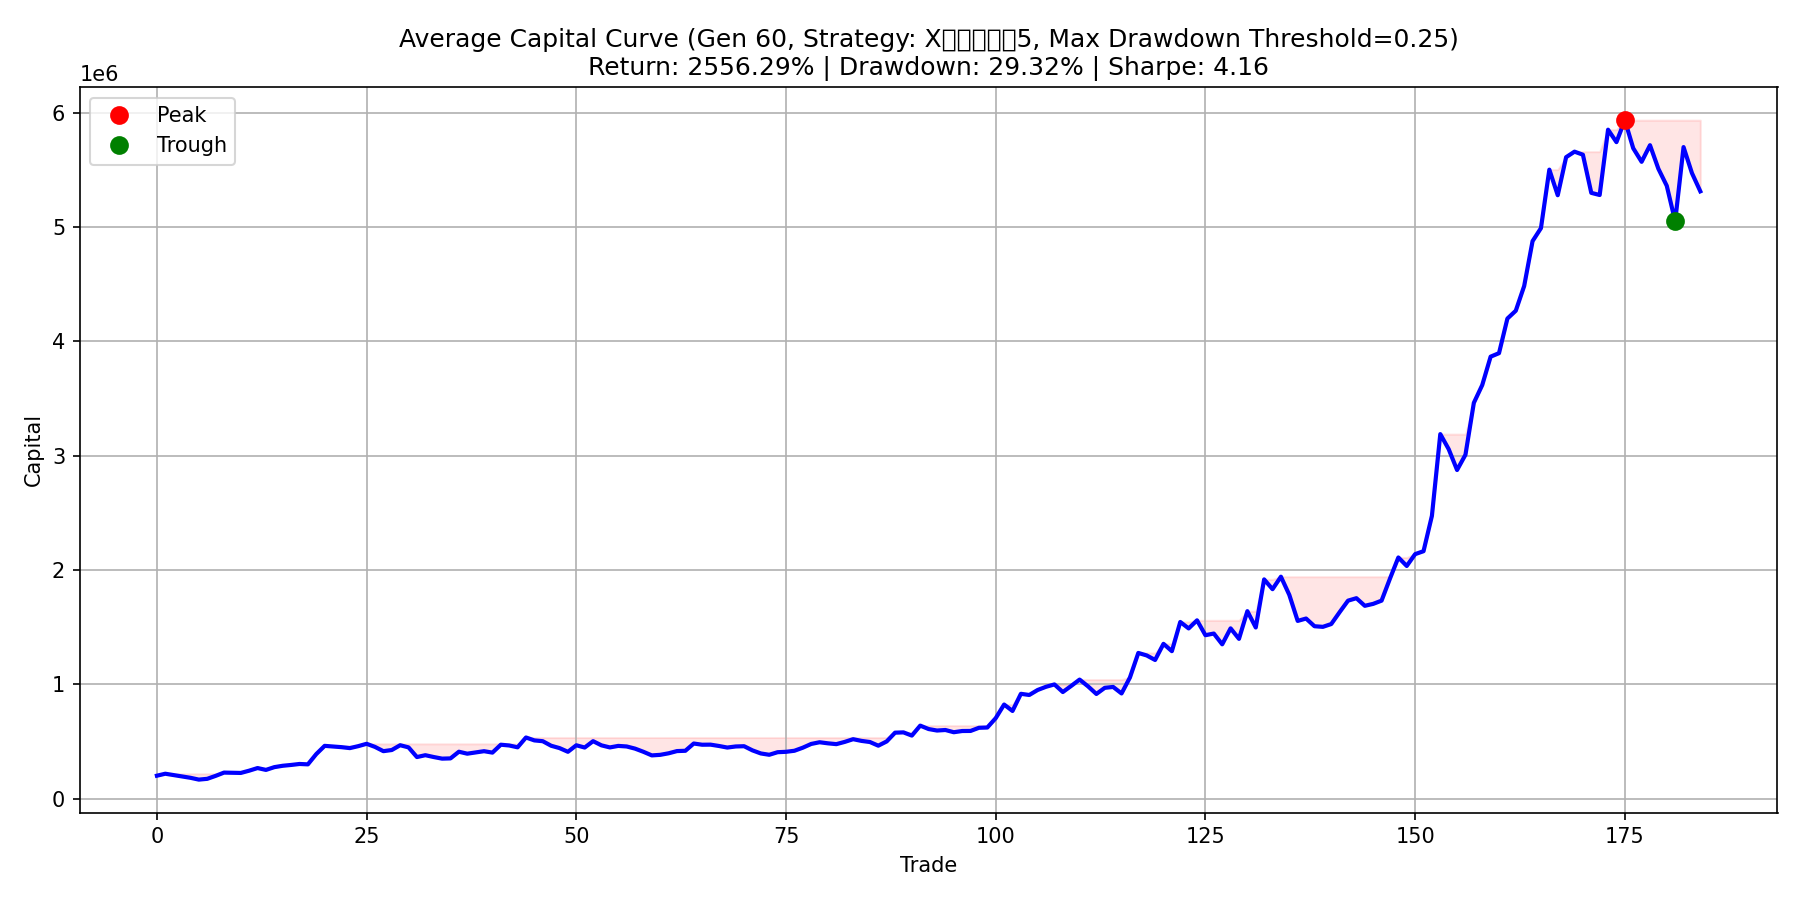 Average Capital Curve (Gen 60, Strategy: X□□□□□5, Max Drawdown Threshold=0.25)
Return: 2556.29% | Drawdown: 29.32% | Sharpe: 4.16
1e6
Peak
Trough
6
5
4
3
2
1
0
Capital
0 25 50 75 100 125 150 175
Trade